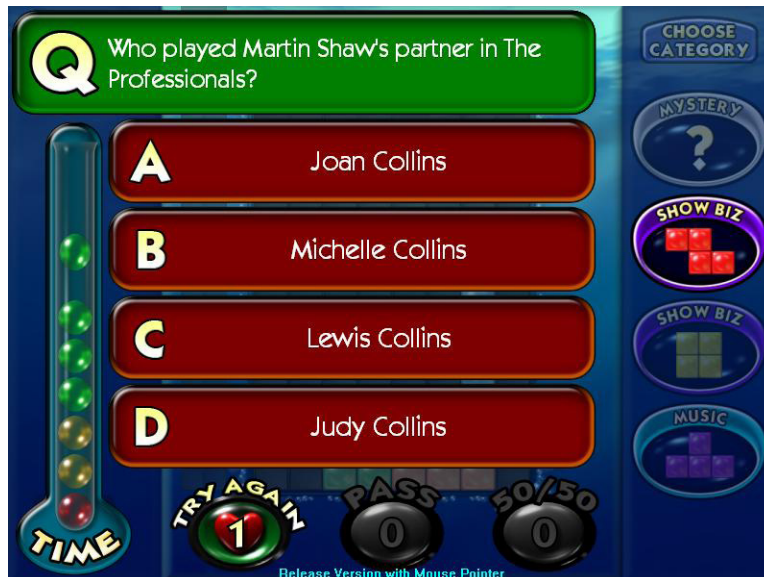 Q
Who played Martin Shaw's partner in The
Professionals?
CHOOSE
CATEGORY
MYSTERY
?
A
Joan Collins
SHOW BIZ
B
Michelle Collins
C
Lewis Collins
SHOW BIZ
D
Judy Collins
MUSIC
TIME
TRY AGAIN
1
PASS
0
50/50
0
Release Version with Mouse Pointer